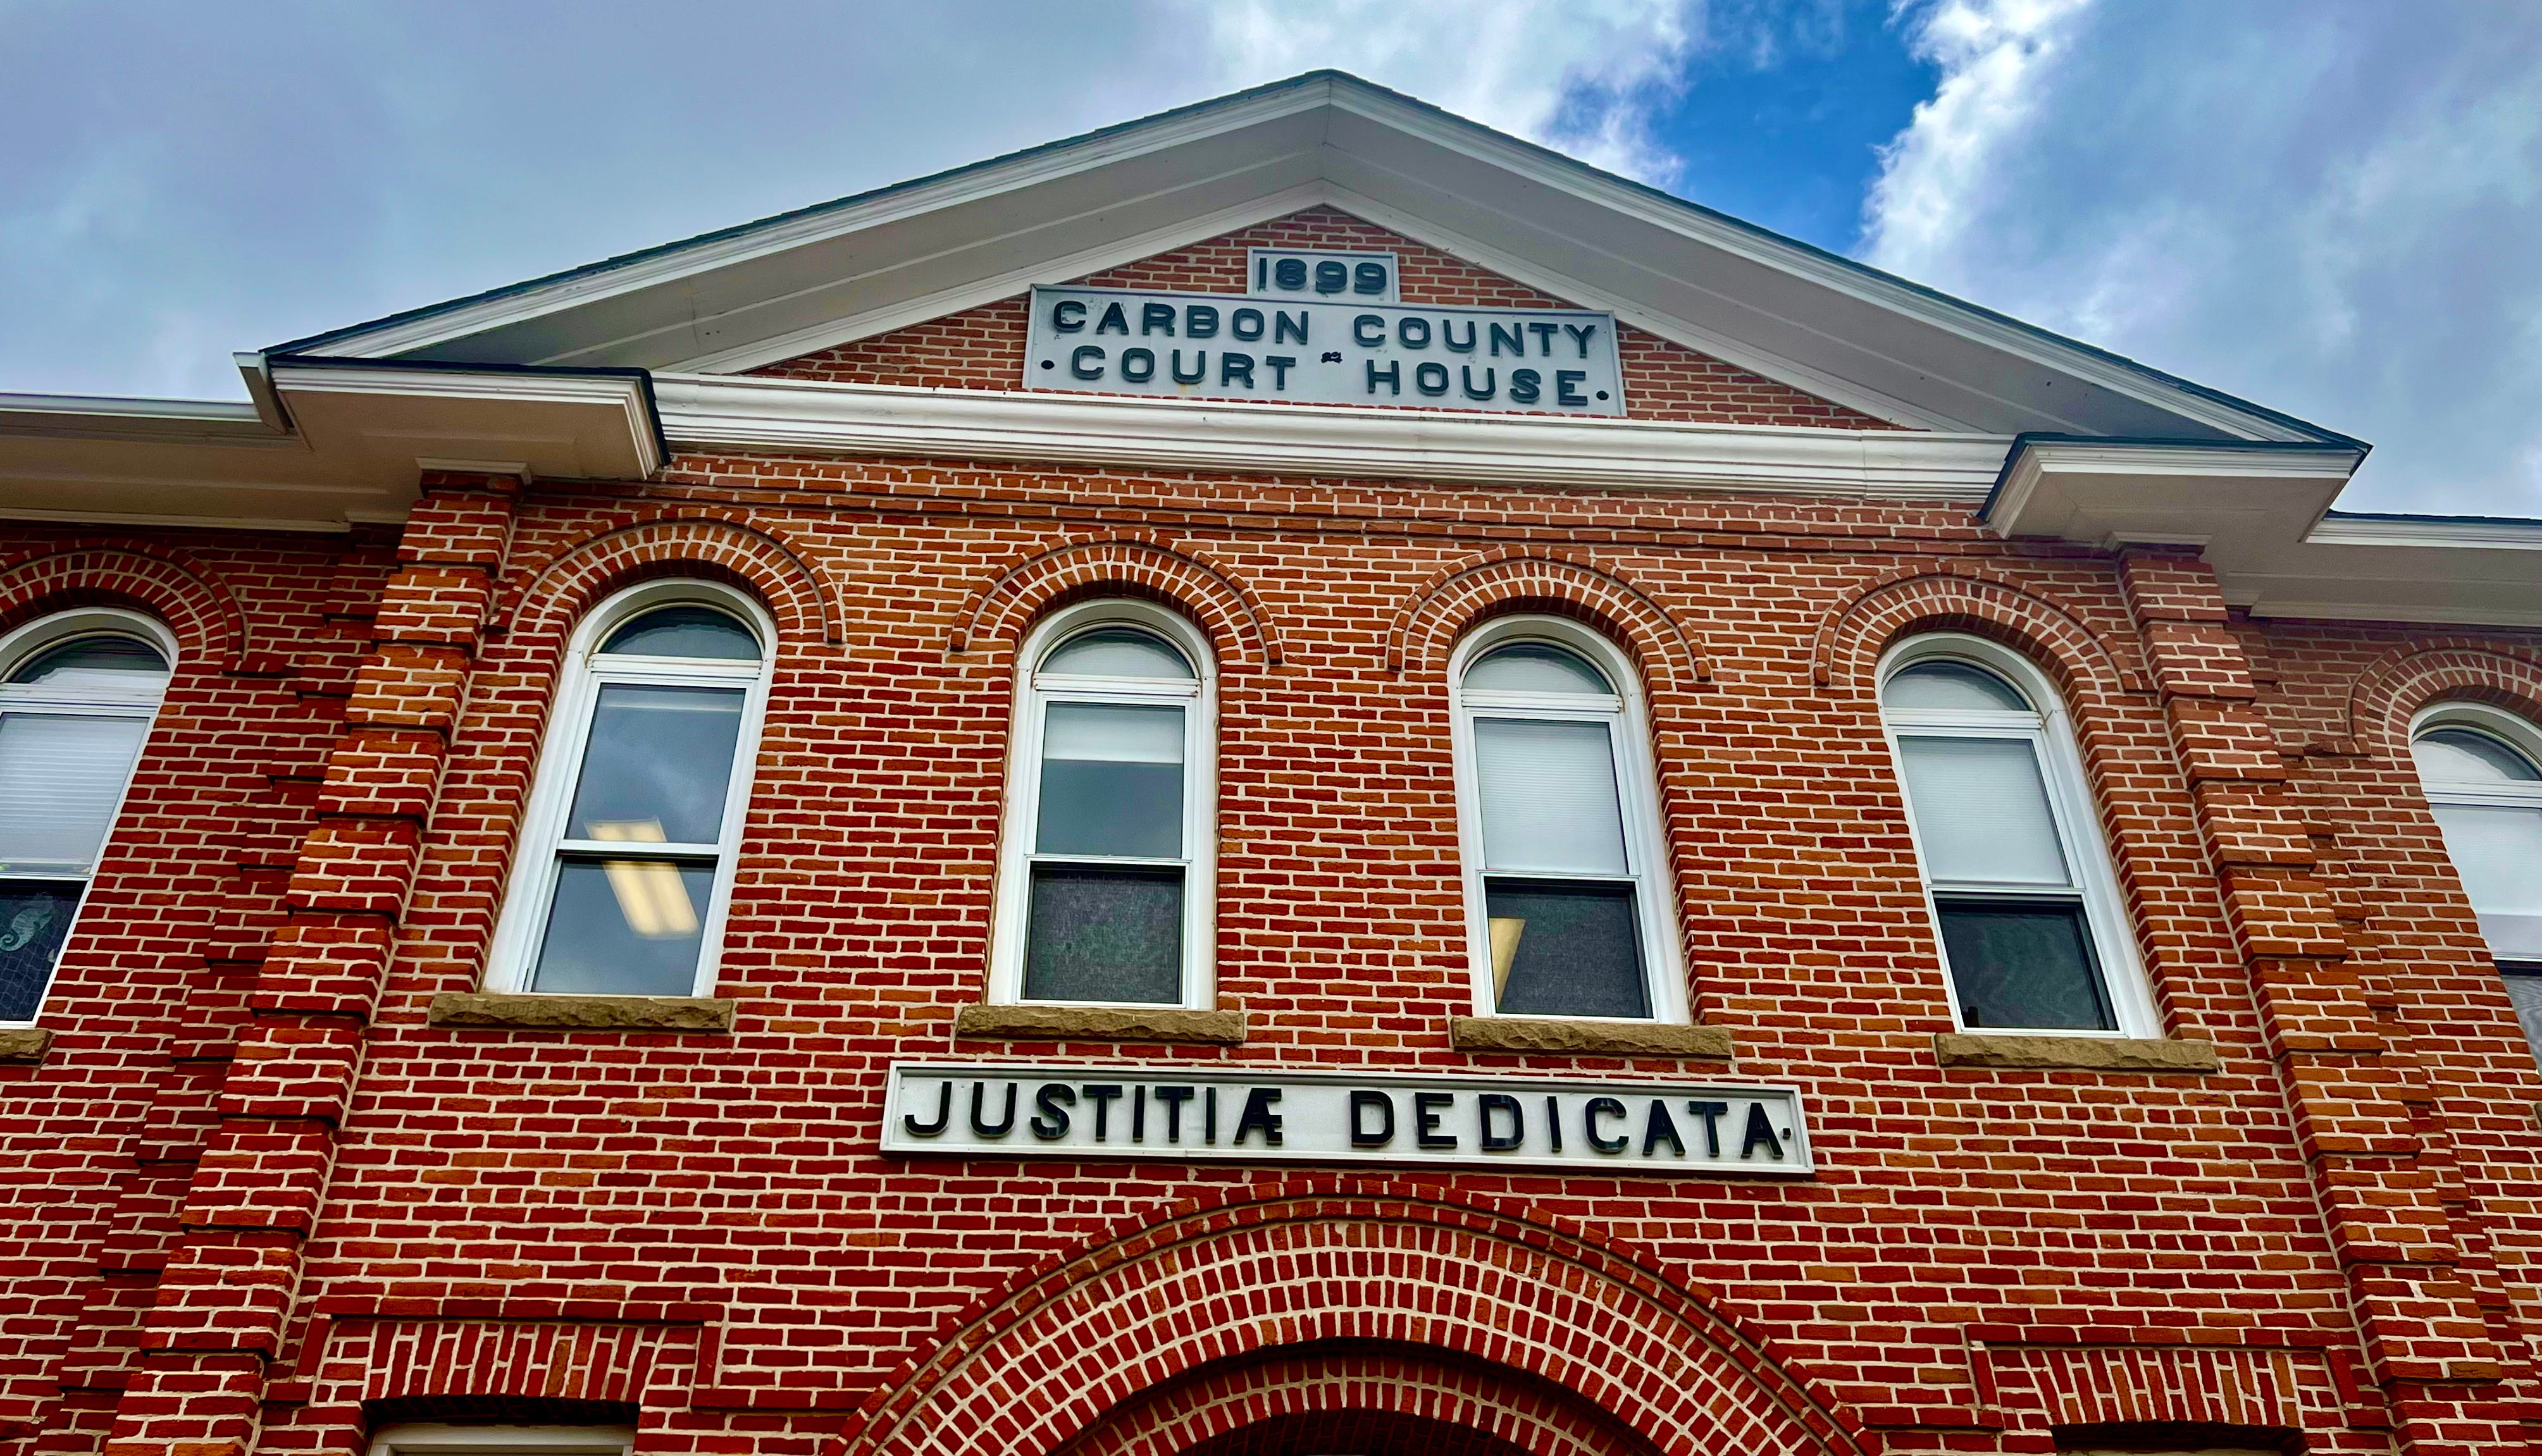 1899
CARBON COUNTY
• COURT HOUSE.
JUSTITIÆ DEDICATA.